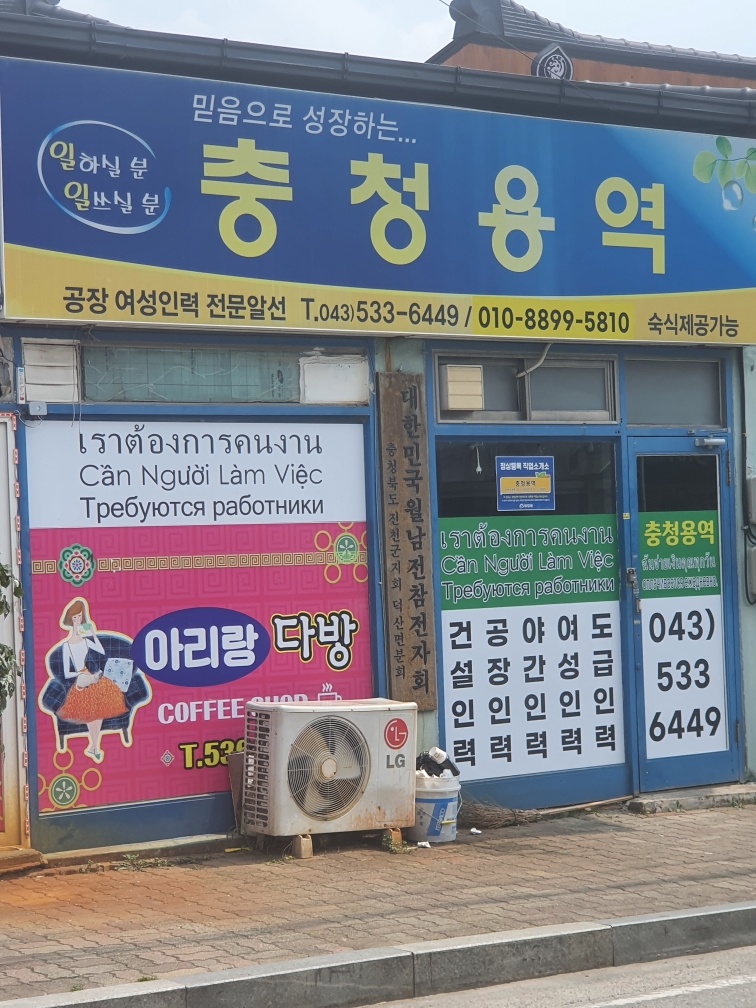 믿음으로 성장하는...
일하실 분
일쓰실 분
충청용역
공장 여성인력 전문알선 T.043)533-6449 / 010-8899-5810 숙식제공가능
เราต้องการคนงาน
Cần Người Làm Việc
Требуются работники
아리랑 다방
COFFEE SHOP
T.53
대한민국월남전참전자회
충청북도 진천군지회 덕산면분회
충청용역
เราต้องการคนงาน
Cần Người Làm Việc
Требуются работники
건설인력
공장인력
야간인력
여성인력
도급인력
충청용역
043)
533
6449
LG